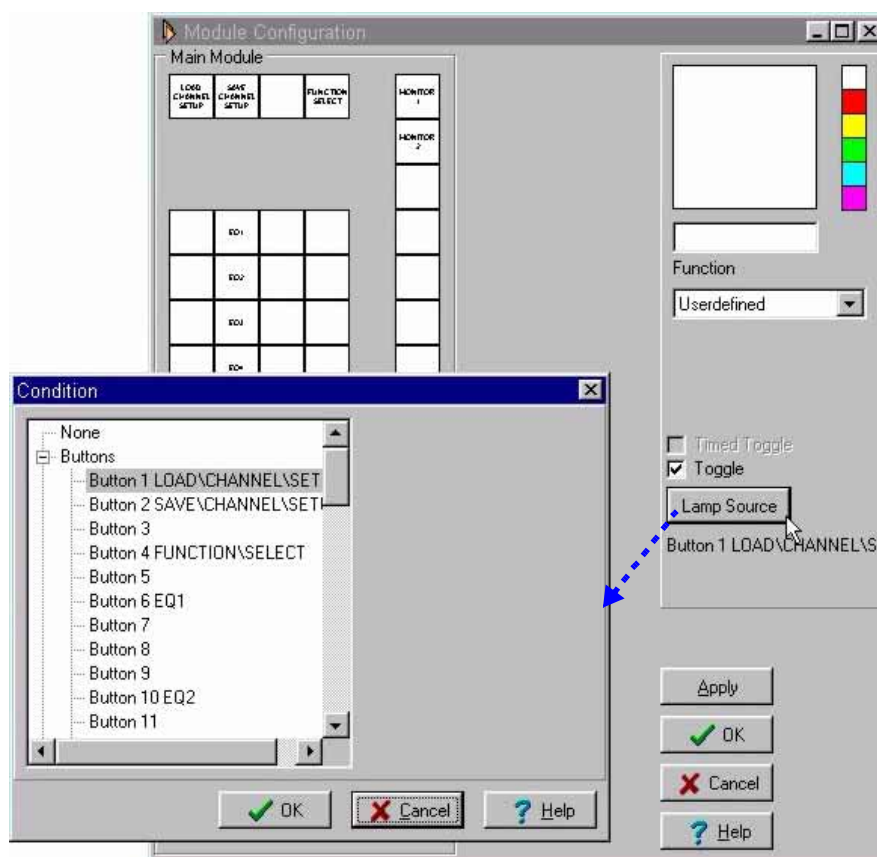 Module Configuration
Main Module
LOAD CHANNEL SETUP
SAVE CHANNEL SETUP
FUNCTION SELECT
MONITOR 1
MONITOR 2
EQ1
EQ2
EQ3
EQ4
Function
Userdefined
Timed Toggle
Toggle
Lamp Source
Button 1 LOAD\CHANNEL\S
Apply
OK
Cancel
Help
Condition
None
Buttons
Button 1 LOAD\CHANNEL\SET
Button 2 SAVE\CHANNEL\SET
Button 3
Button 4 FUNCTION\SELECT
Button 5
Button 6 EQ1
Button 7
Button 8
Button 9
Button 10 EQ2
Button 11
OK
Cancel
Help